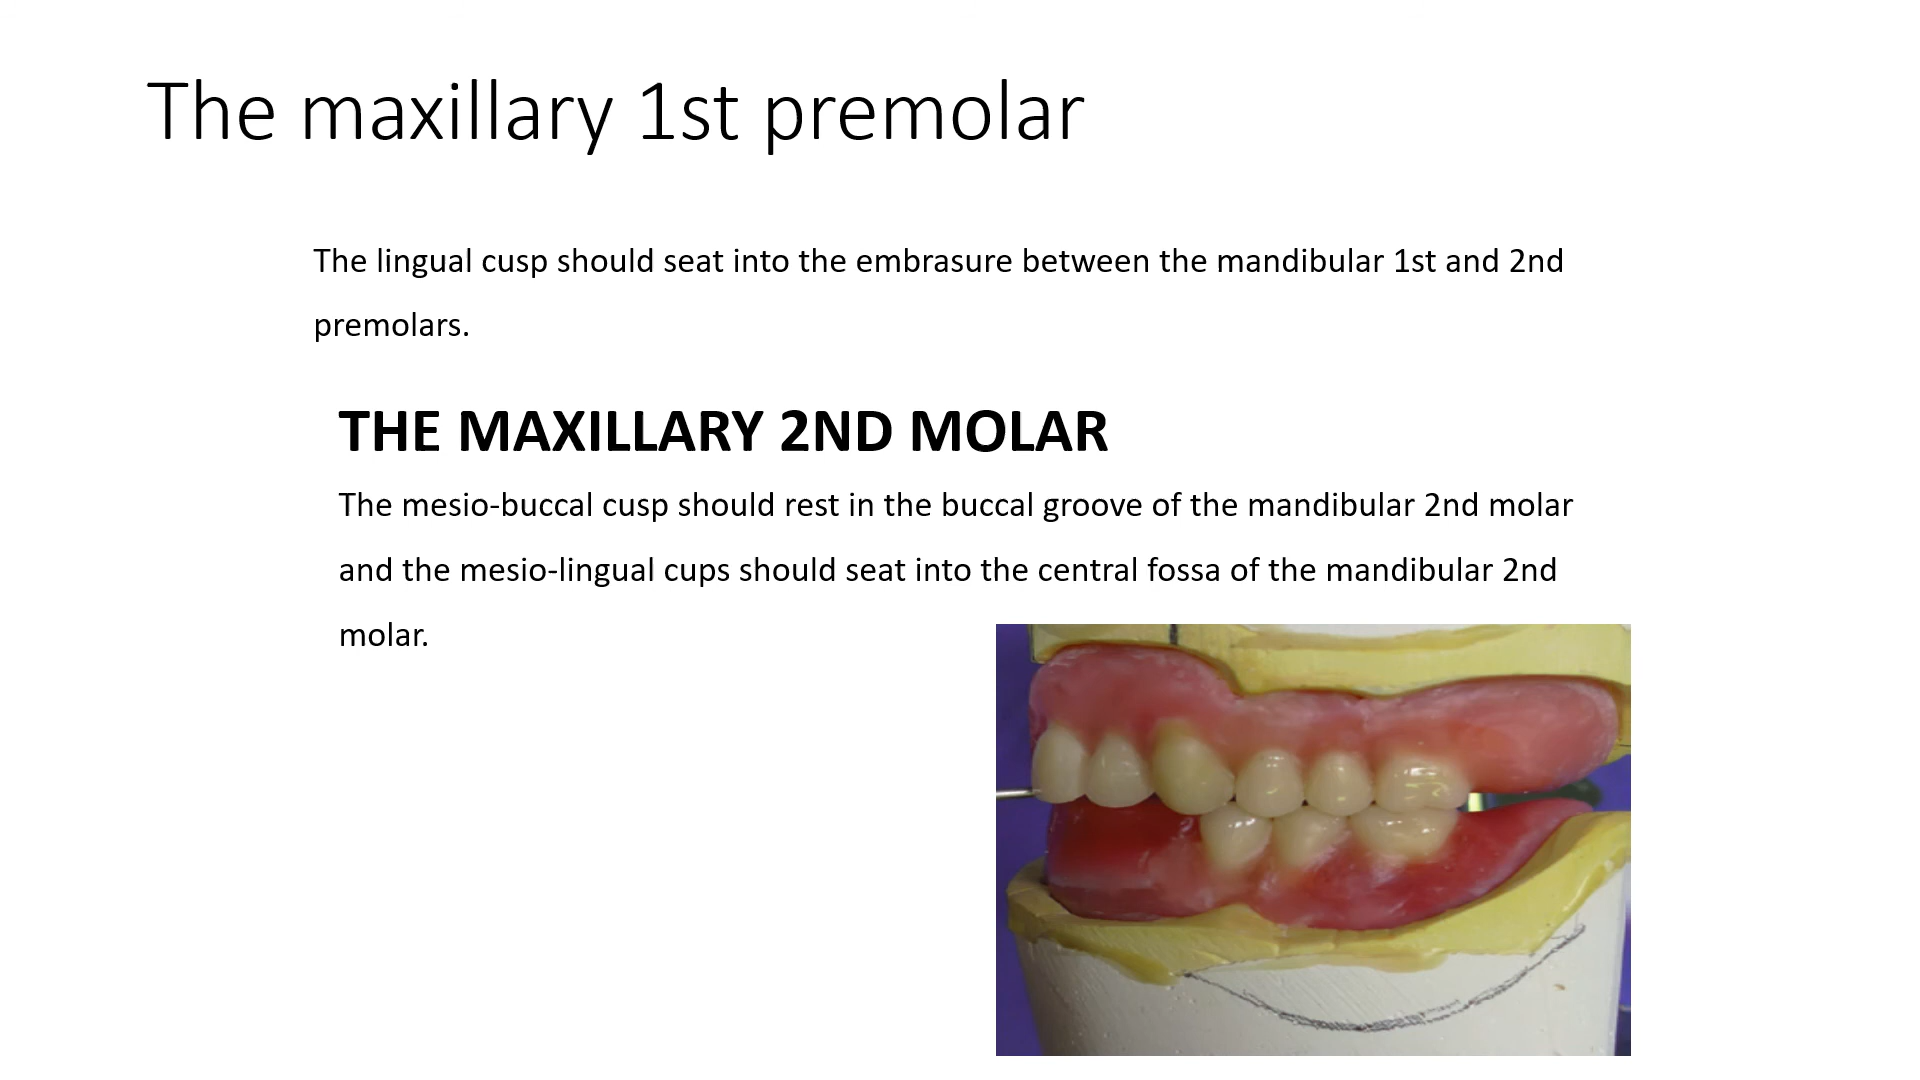 The maxillary 1st premolar
The lingual cusp should seat into the embrasure between the mandibular 1st and 2nd
premolars.
THE MAXILLARY 2ND MOLAR
The mesio-buccal cusp should rest in the buccal groove of the mandibular 2nd molar
and the mesio-lingual cups should seat into the central fossa of the mandibular 2nd
molar.